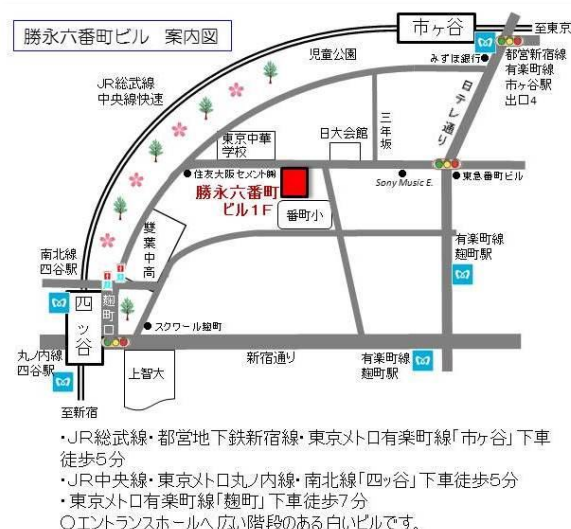 勝永六番町ビル 案内図
市ヶ谷
至東京
児童公園
みずほ銀行
都営新宿線
有楽町線
市ヶ谷駅
出口4
JR総武線
中央線快速
日テレ通り
三年坂
東京中華
学校
日大会館
住友大阪セメント㈱
勝永六番町
ビル1F
番町小
Sony Music E.
東急番町ビル
雙葉中高
南北線
四谷駅
有楽町線
麹町駅
四ッ谷
麹町口
スクワール麹町
丸ノ内線
四谷駅
上智大
新宿通り
有楽町線
麹町駅
至新宿
・JR総武線・都営地下鉄新宿線・東京メトロ有楽町線「市ヶ谷」下車
徒歩5分
・JR中央線・東京メトロ丸ノ内線・南北線「四ッ谷」下車徒歩5分
・東京メトロ有楽町線「麹町」下車徒歩7分
○エントランスホールへ広い階段のある白いビルです。